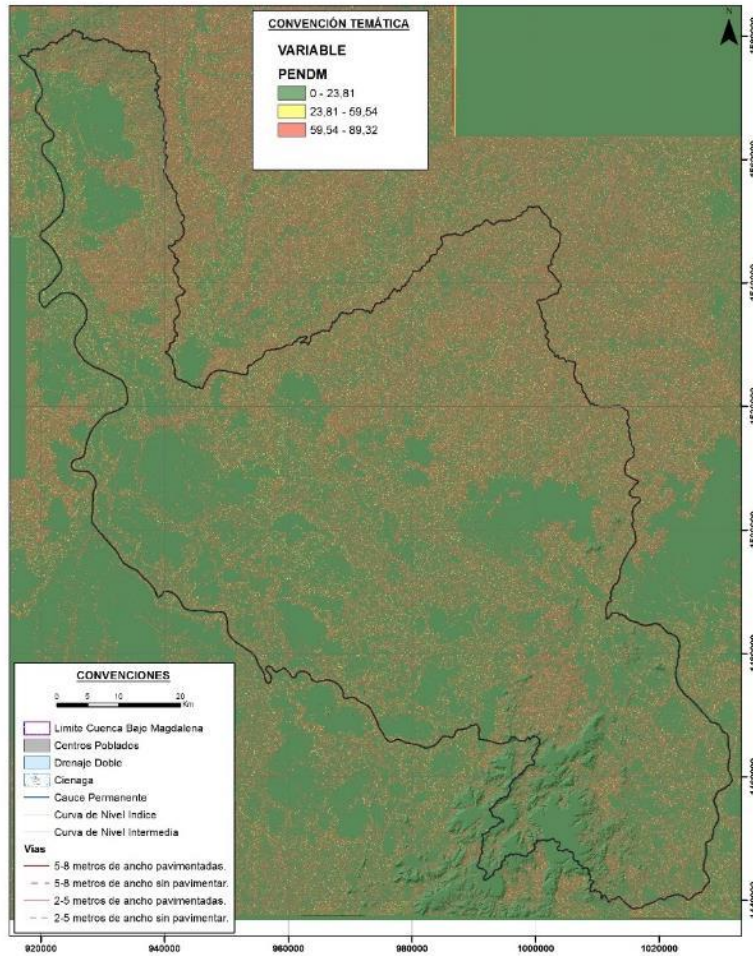 CONVENCIÓN TEMÁTICA
VARIABLE
PENDM
0 - 23,81
23,81 - 59,54
59,54 - 89,32
N
CONVENCIONES
0 5 10 20
Km
Limite Cuenca Bajo Magdalena
Centros Poblados
Drenaje Doble
Cienaga
Cauce Permanente
Curva de Nivel Indice
Curva de Nivel Intermedia
Vias
5-8 metros de ancho pavimentadas.
5-8 metros de ancho sin pavimentar.
2-5 metros de ancho pavimentadas.
2-5 metros de ancho sin pavimentar.
920000 940000 960000 980000 1000000 1020000